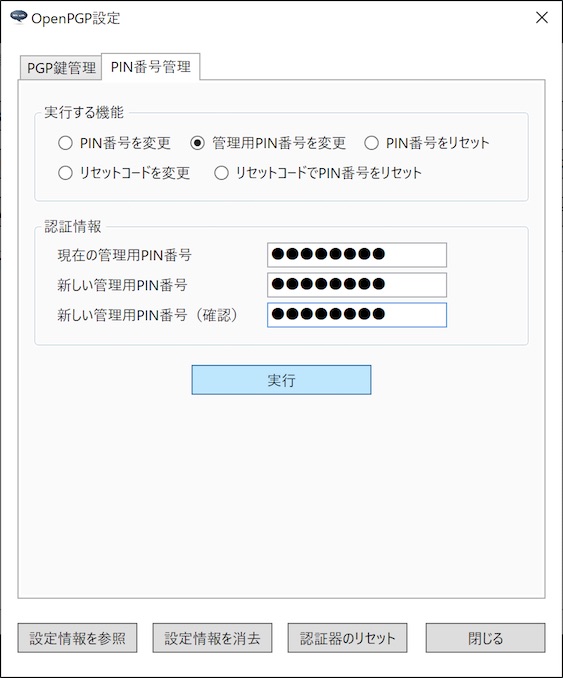 OpenPGP設定
PGP鍵管理 PIN番号管理
実行する機能
PIN番号を変更 管理用PIN番号を変更 PIN番号をリセット
リセットコードを変更 リセットコードでPIN番号をリセット
認証情報
現在の管理用PIN番号 ●●●●●●●●
新しい管理用PIN番号 ●●●●●●●●
新しい管理用PIN番号（確認） ●●●●●●●●
実行
設定情報を参照 設定情報を消去 認証器のリセット 閉じる